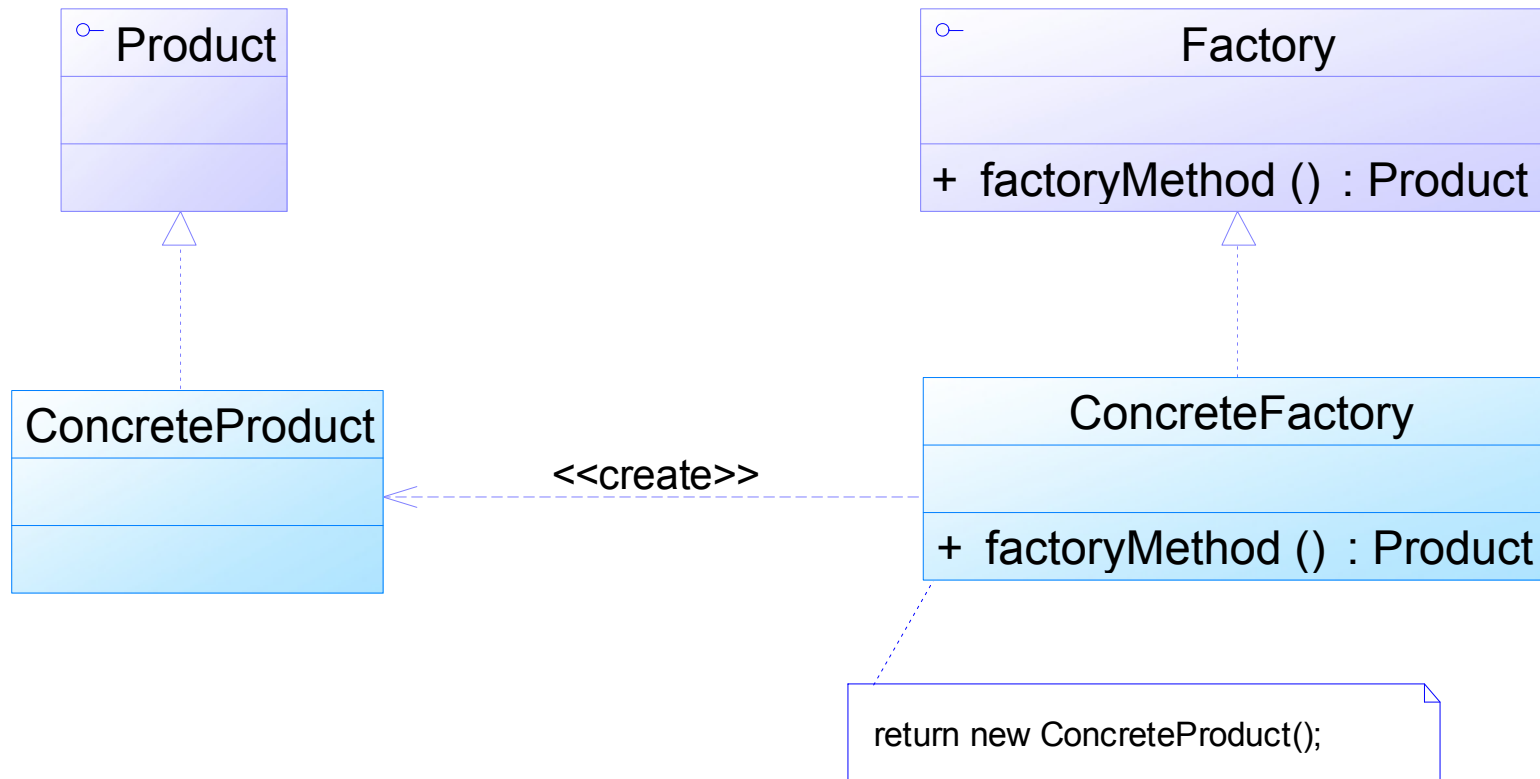 Product
Factory
+ factoryMethod () : Product
ConcreteProduct
<<create>>
ConcreteFactory
+ factoryMethod () : Product
return new ConcreteProduct();